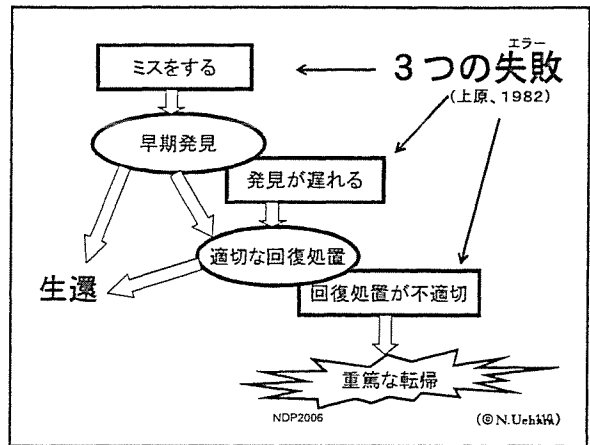 エラー
3つの失敗
(上原、1982)
ミスをする
早期発見
発見が遅れる
適切な回復処置
生還
回復処置が不適切
重篤な転帰
NDP2006
(©N.Uehara)